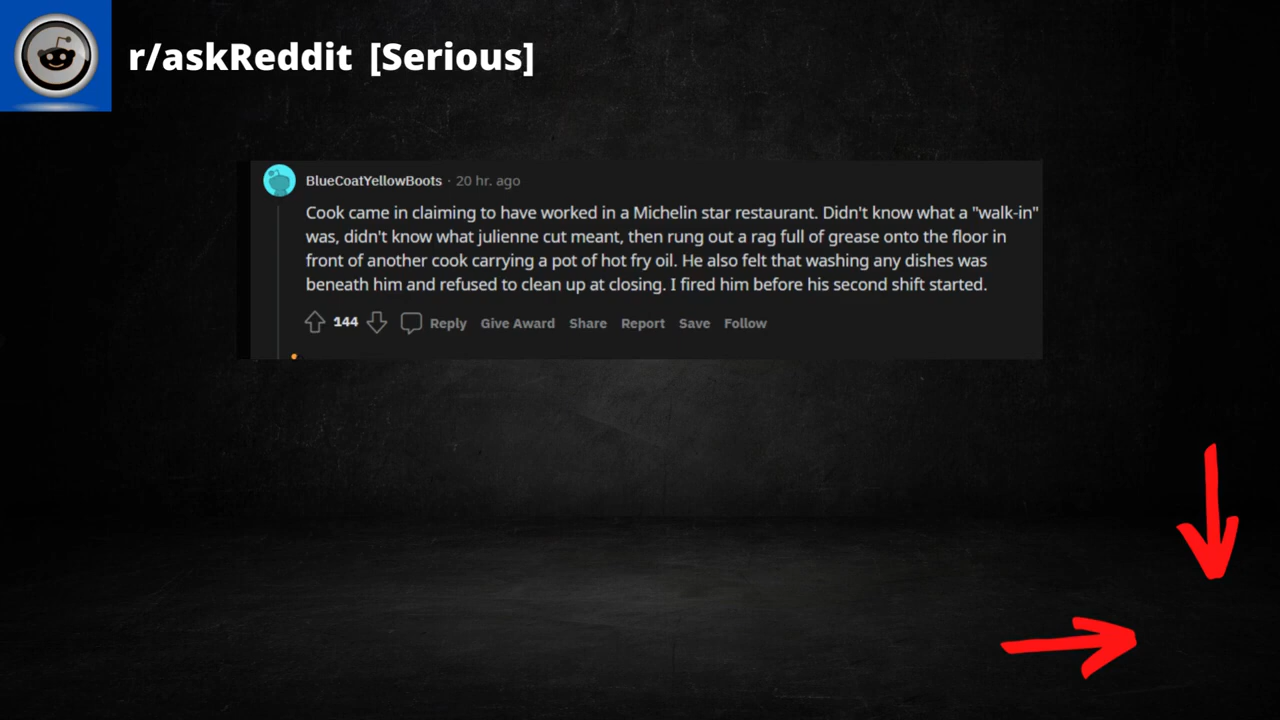 r/askReddit [Serious]
BlueCoatYellowBoots · 20 hr. ago
Cook came in claiming to have worked in a Michelin star restaurant. Didn't know what a "walk-in"
was, didn't know what julienne cut meant, then rung out a rag full of grease onto the floor in
front of another cook carrying a pot of hot fry oil. He also felt that washing any dishes was
beneath him and refused to clean up at closing. I fired him before his second shift started.
144 Reply Give Award Share Report Save Follow